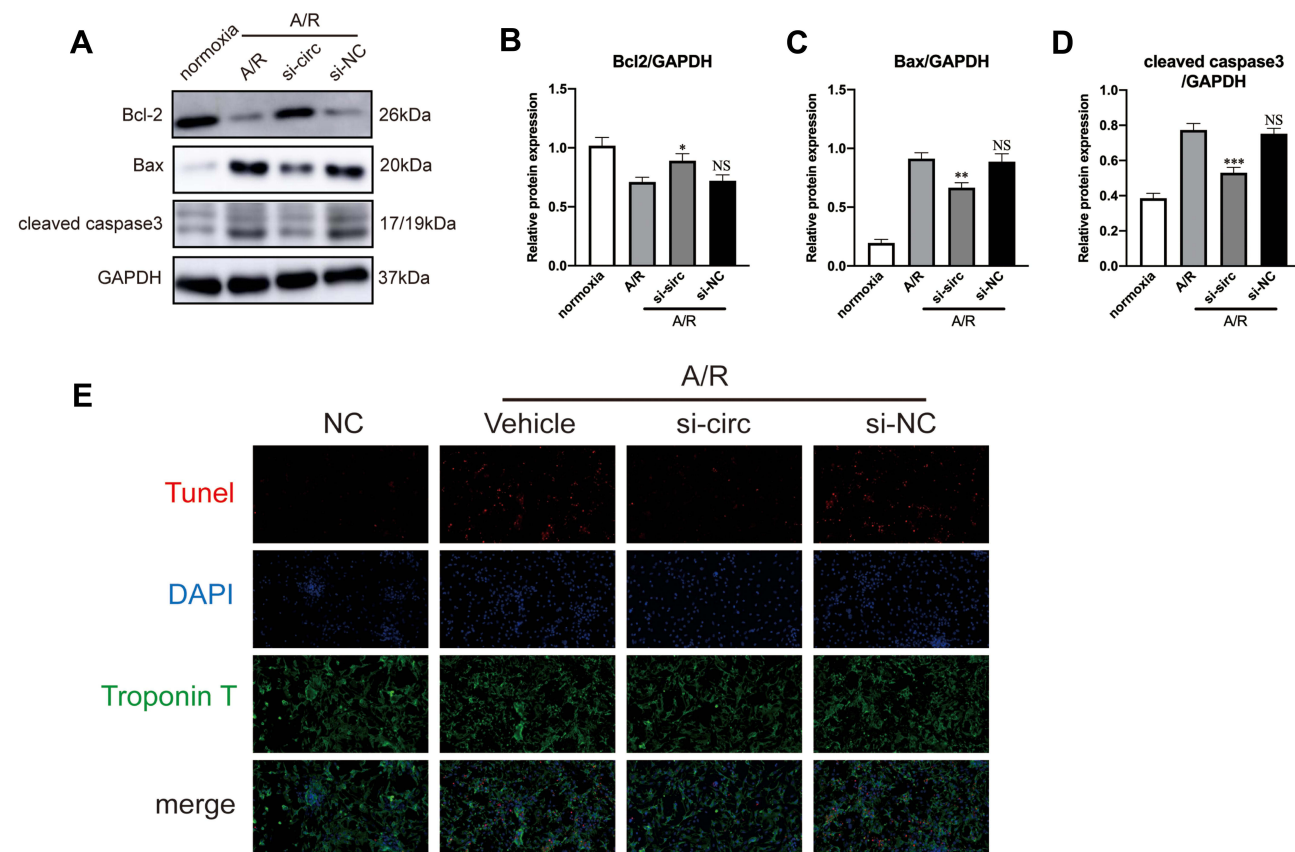 A
A/R
normoxia
A/R
si-circ
si-NC
Bcl-2
26kDa
Bax
20kDa
cleaved caspase3
17/19kDa
GAPDH
37kDa
B
Bcl2/GAPDH
Relative protein expression
1.5
1.0
0.5
0.0
*
NS
normoxia
A/R
si-sirc
si-NC
A/R
C
Bax/GAPDH
Relative protein expression
1.5
1.0
0.5
0.0
**
NS
normoxia
A/R
si-circ
si-NC
A/R
D
cleaved caspase3
/GAPDH
Relative protein expression
1.0
0.8
0.6
0.4
0.2
0.0
***
NS
normoxia
A/R
si-sirc
si-NC
A/R
E
A/R
NC
Vehicle
si-circ
si-NC
Tunel
DAPI
Troponin T
merge